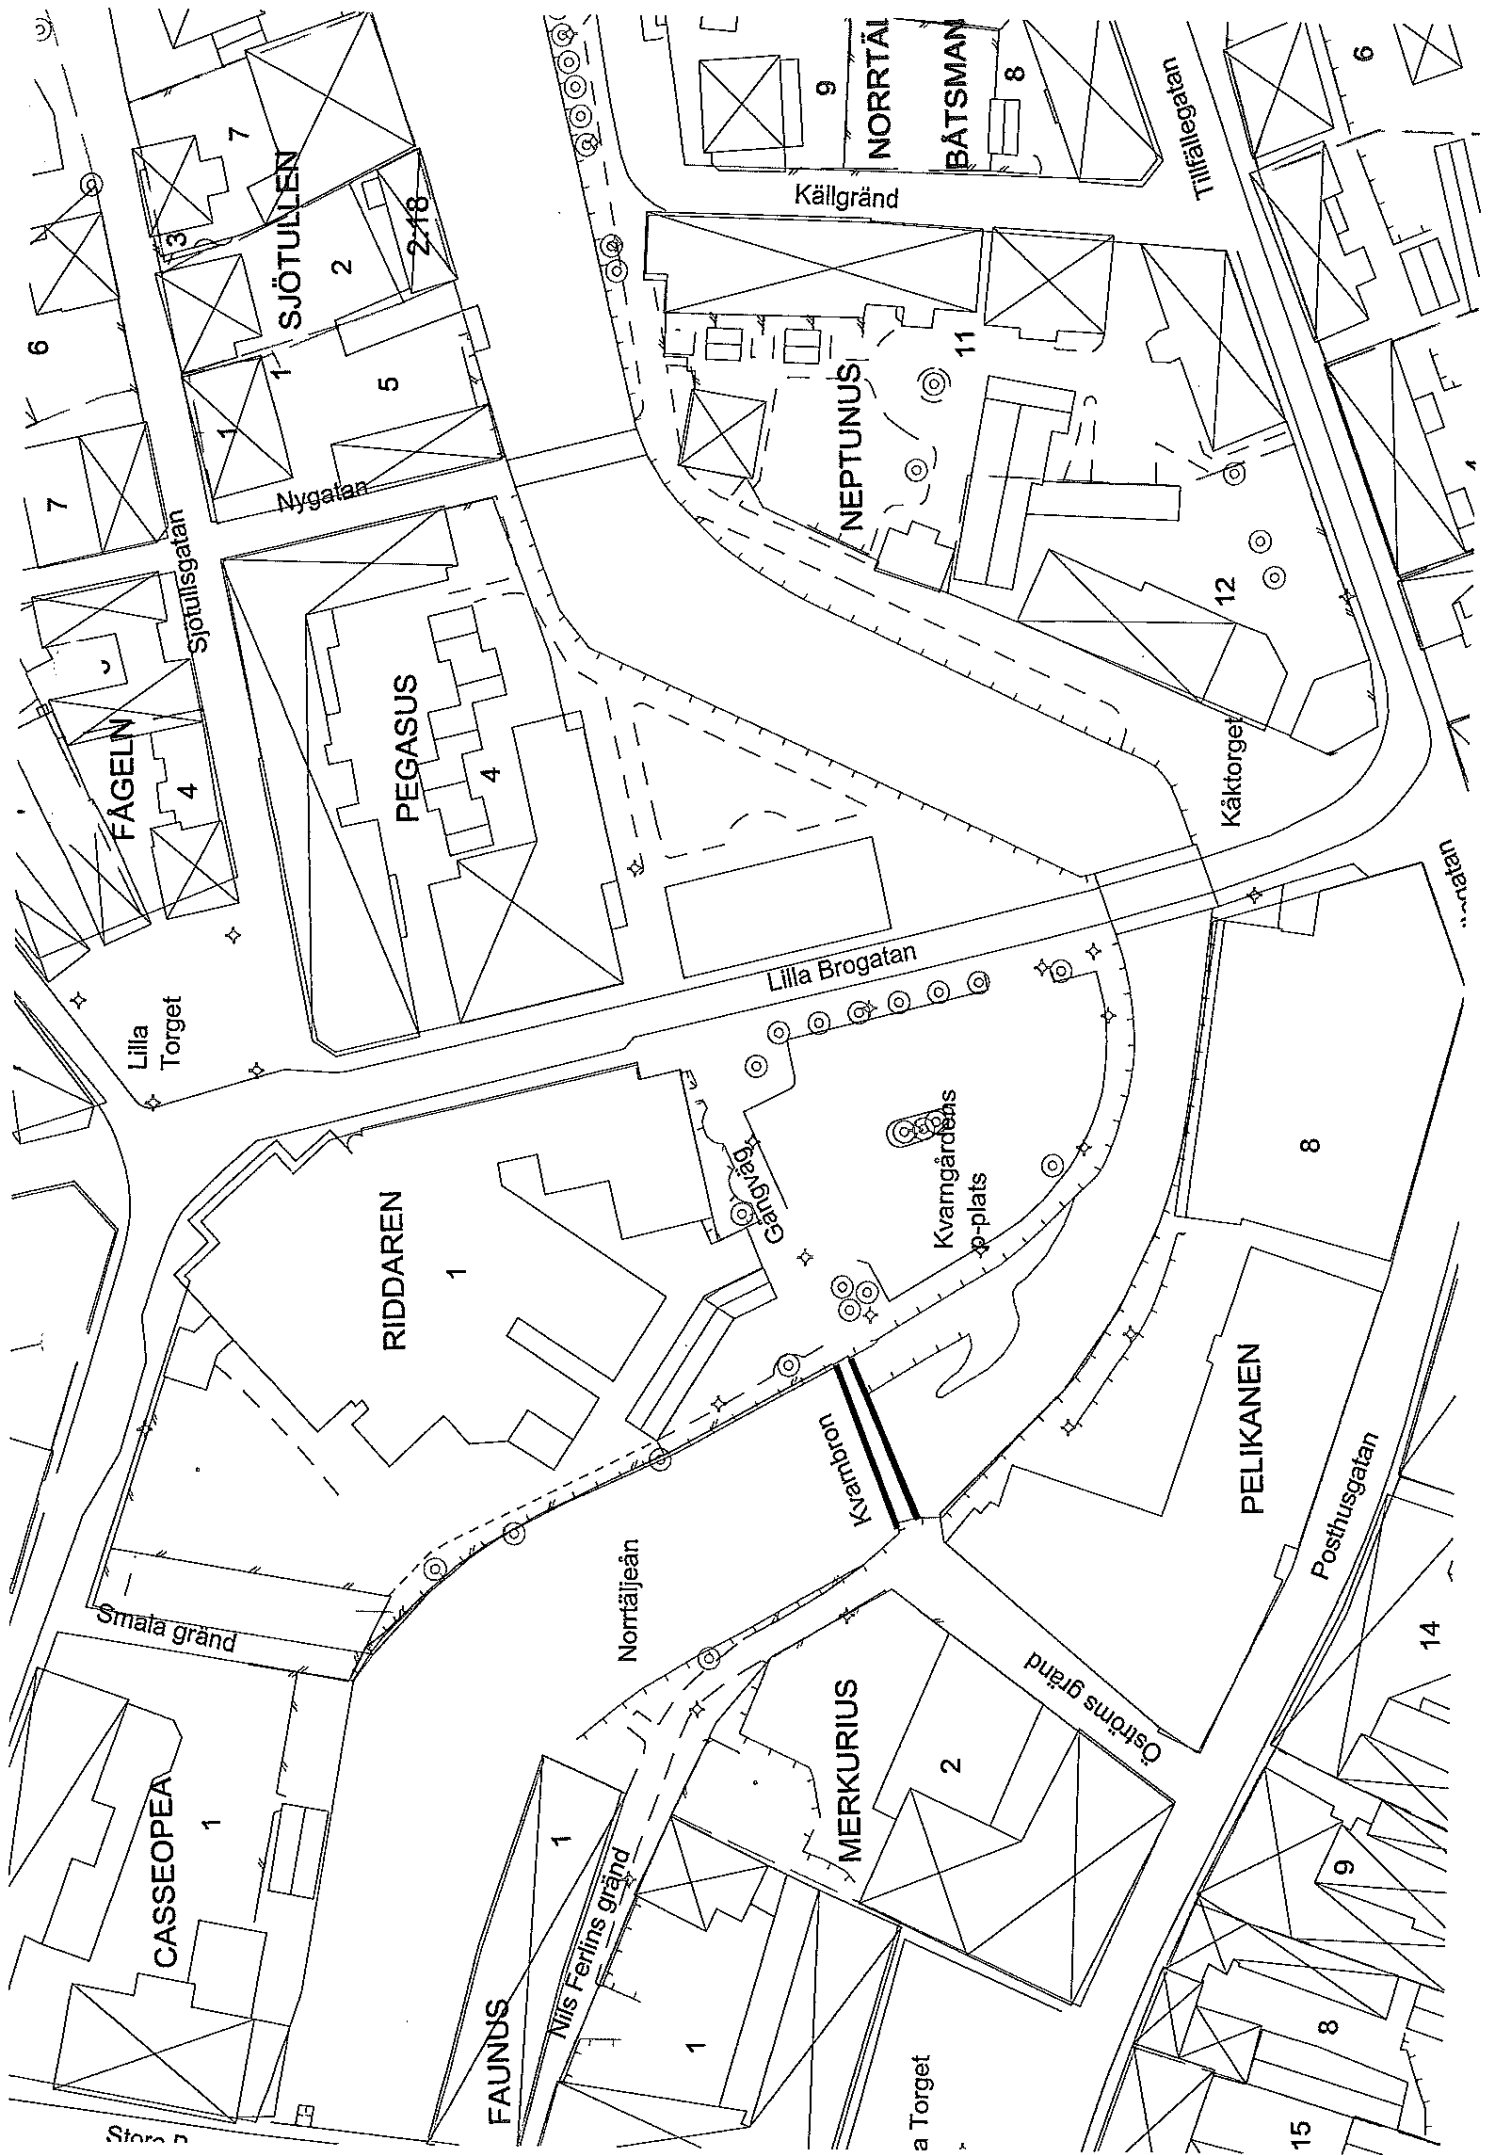 CASSEOPEA
1
Smala gränd
Lilla
Torget
FÅGELN
4
7
6
Sjötullsgatan
Nygatan
1
1
3
SJÖTULLEN
2
7
5
2:18
RIDDAREN
1
PEGASUS
4
FAUNUS
1
Nils Ferlins gränd
Norrtäljeån
1
Gångväg
Lilla Brogatan
Källgränd
9
MERKURIUS
2
Kvarnbron
Kvarngårdens
p-plats
NEPTUNUS
11
BÅTSMAN
8
Torget
Öströms gränd
PELIKANEN
8
Kåktorget
12
Tillfällegatan
6
Posthusgatan
15
8
9
14